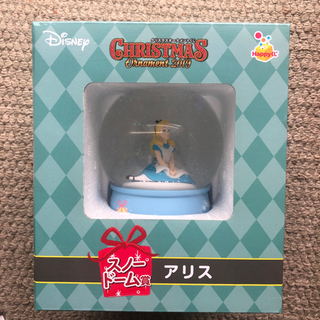 Disney
クリスマスオーナメントくじ
CHRISTMAS
Ornament 2014
Happyくじ
スノー
ドーム賞
アリス